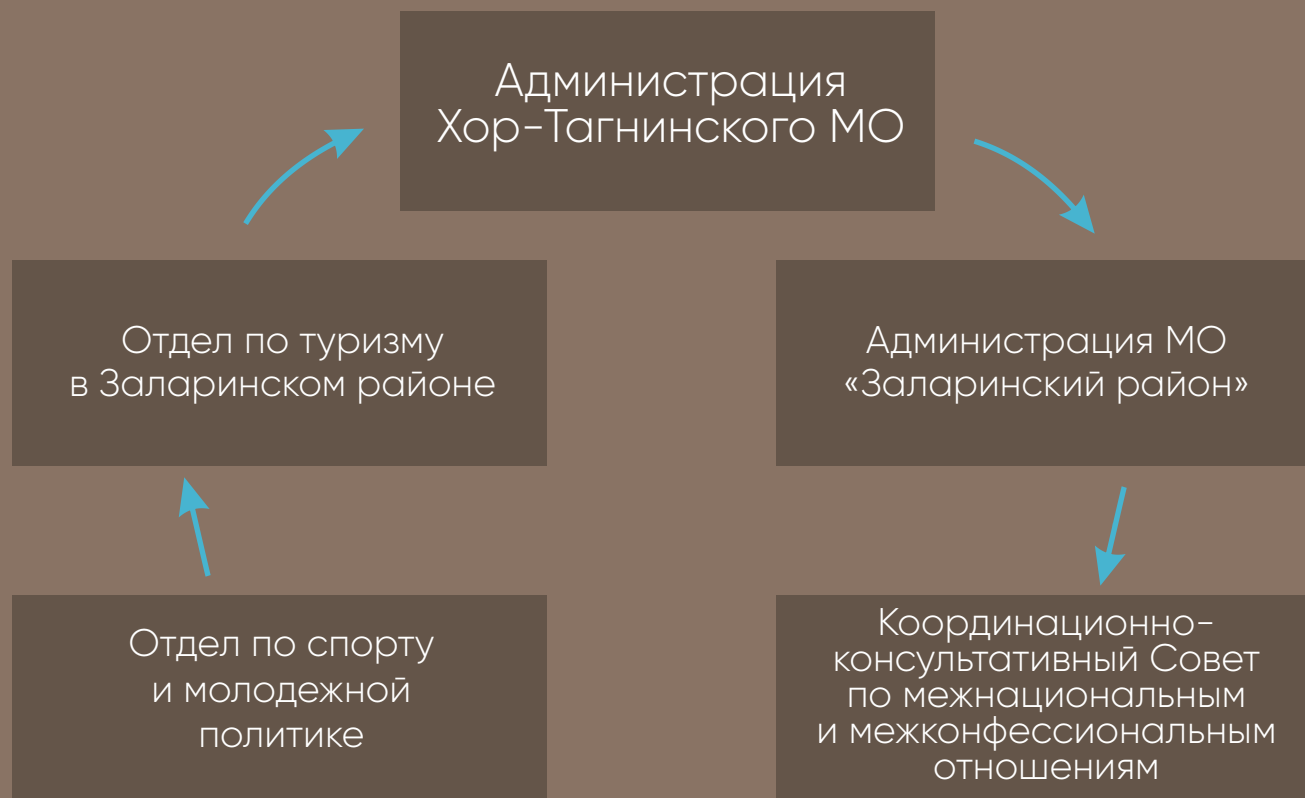 Администрация
Хор-Тагнинского МО
Отдел по туризму
в Заларинском районе
Администрация МО
«Заларинский район»
Отдел по спорту
и молодежной
политике
Координационно-
консультативный Совет
по межнациональным
и межконфессиональным
отношениям